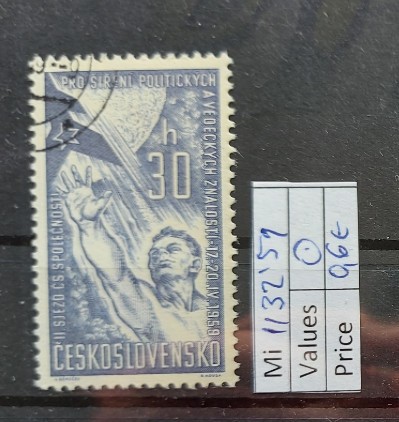 II. SJEZD ČS. SPOLEČNOSTI
PRO ŠÍŘENÍ POLITICKÝCH
A VĚDECKÝCH ZNALOSTÍ • 17.-20. IV. 1959
h
30
ČESKOSLOVENSKO
Mi 1132'59
Values O
Price 0,6€